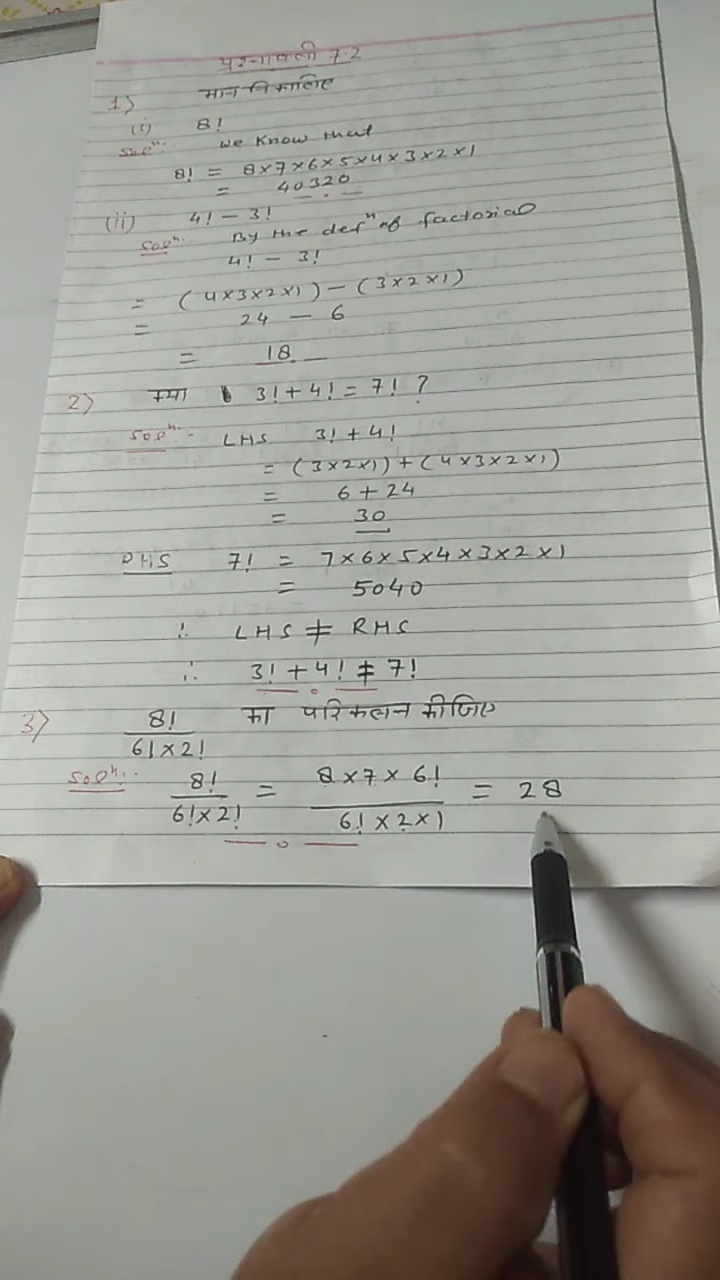 प्रश्नावली 7.2
1) मान निकालिए
(i) 8!
Solⁿ:. We know that
8! = 8×7×6×5×4×3×2×1
= 40320
(ii) 4! − 3!
Solⁿ:. By the defⁿ of factorial
4! − 3!
= (4×3×2×1) − (3×2×1)
= 24 − 6
= 18
2) क्या 3! + 4! = 7! ?
Solⁿ.- LHS 3! + 4!
= (3×2×1) + (4×3×2×1)
= 6 + 24
= 30
RHS 7! = 7×6×5×4×3×2×1
= 5040
∴ LHS ≠ RHS
∴ 3! + 4! ≠ 7!
3) 8!/6!×2! का परिकलन कीजिए
Solⁿ:. 8!/6!×2! = 8×7×6!/6!×2×1 = 28